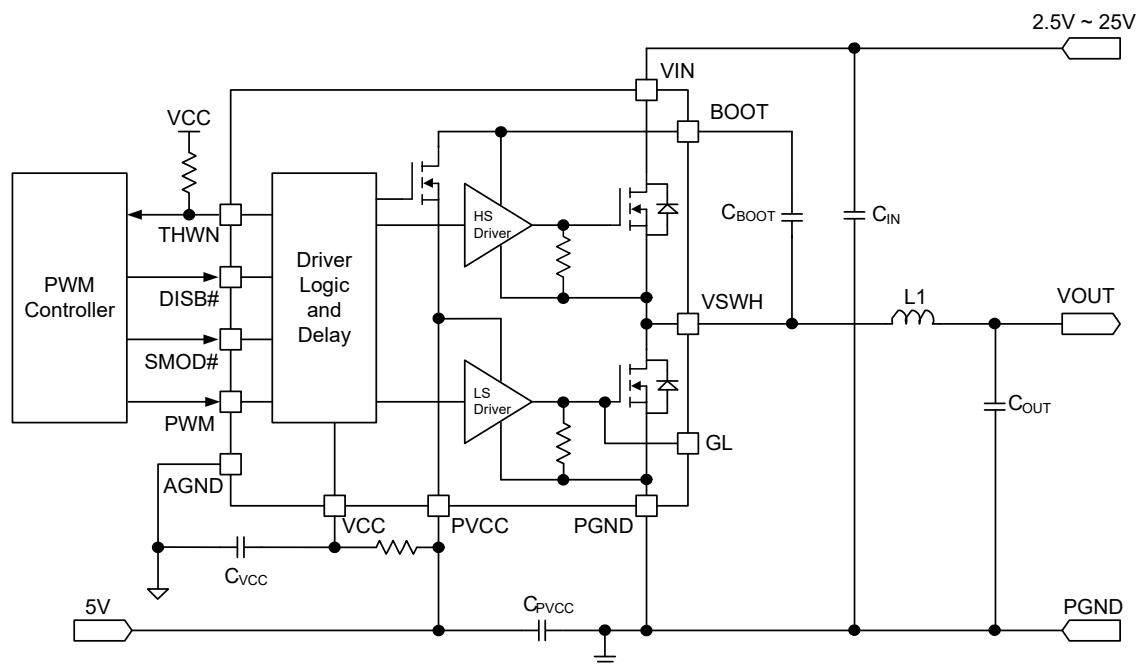 2.5V ~ 25V
VIN
BOOT
VCC
THWN
DISB#
SMOD#
PWM
AGND
PWM
Controller
Driver
Logic
and
Delay
HS
Driver
LS
Driver
CBOOT
CIN
VSWH
L1
VOUT
COUT
GL
VCC
PVCC
PGND
CVCC
5V
CPVCC
PGND